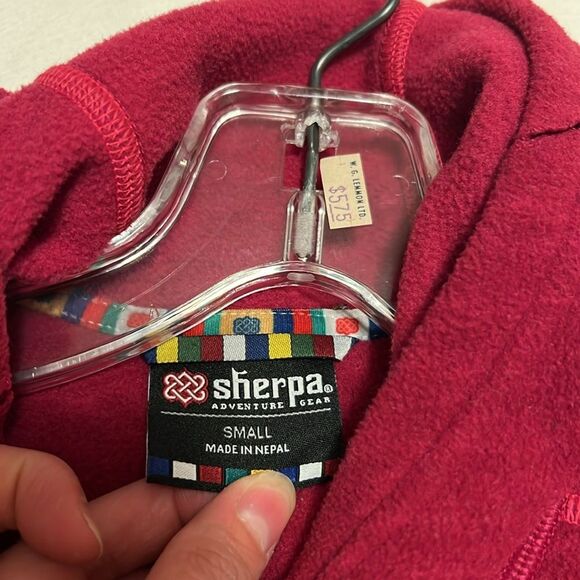 W. G. LEMMON LTD.
$575
sherpa®
ADVENTURE GEAR
SMALL
MADE IN NEPAL